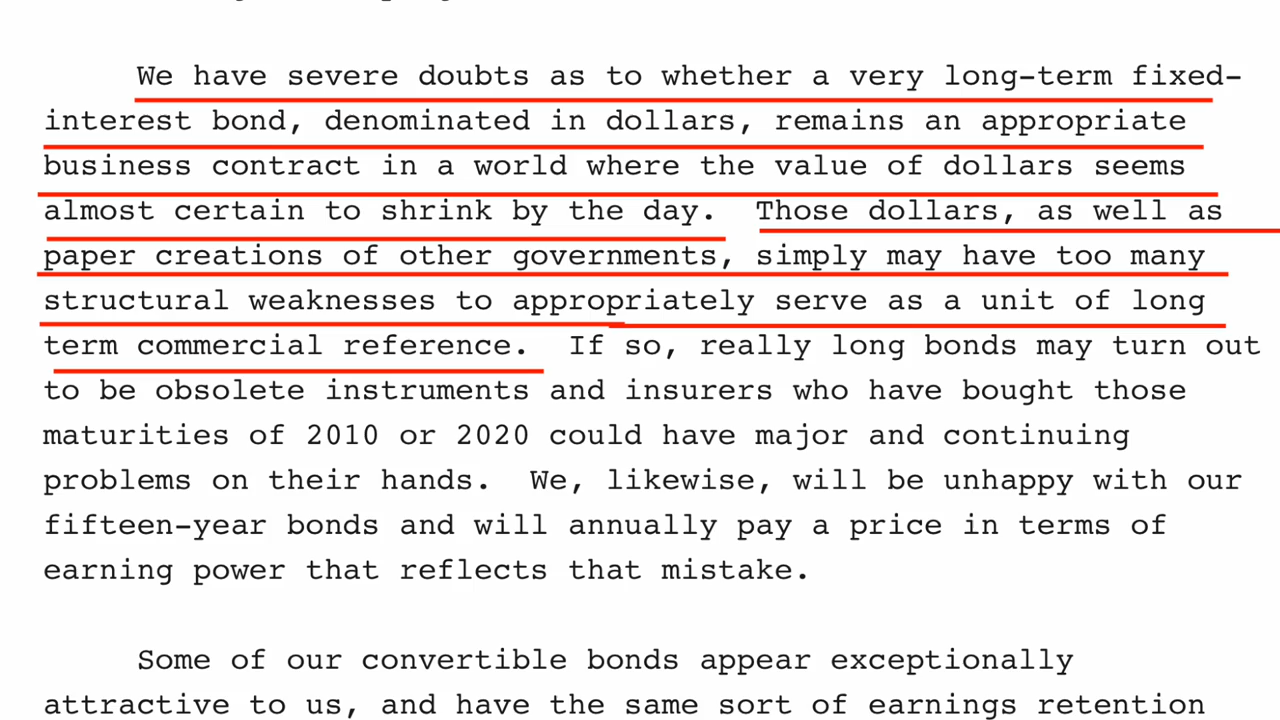 We have severe doubts as to whether a very long-term fixed-
interest bond, denominated in dollars, remains an appropriate
business contract in a world where the value of dollars seems
almost certain to shrink by the day. Those dollars, as well as
paper creations of other governments, simply may have too many
structural weaknesses to appropriately serve as a unit of long
term commercial reference. If so, really long bonds may turn out
to be obsolete instruments and insurers who have bought those
maturities of 2010 or 2020 could have major and continuing
problems on their hands. We, likewise, will be unhappy with our
fifteen-year bonds and will annually pay a price in terms of
earning power that reflects that mistake.
Some of our convertible bonds appear exceptionally
attractive to us, and have the same sort of earnings retention